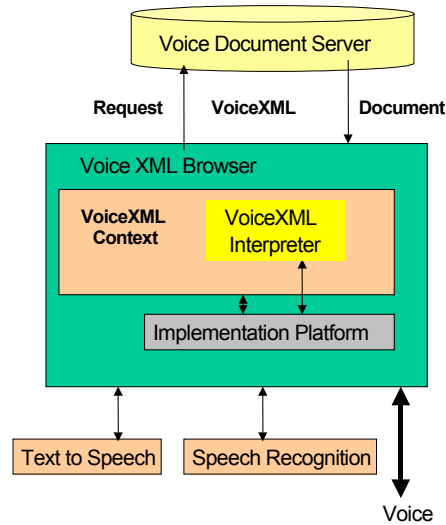 Voice Document Server
Request VoiceXML Document
Voice XML Browser
VoiceXML
Context
VoiceXML
Interpreter
Implementation Platform
Text to Speech
Speech Recognition
Voice